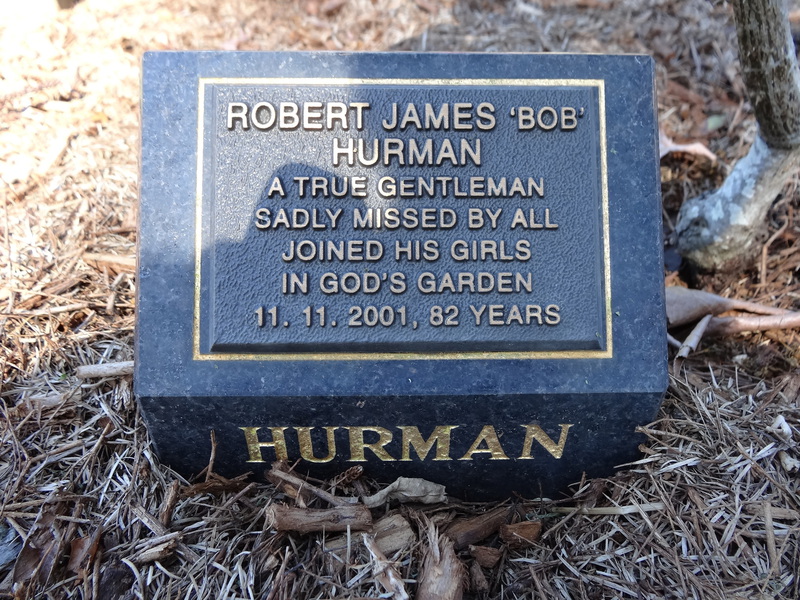 ROBERT JAMES 'BOB'
HURMAN
A TRUE GENTLEMAN
SADLY MISSED BY ALL
JOINED HIS GIRLS
IN GOD'S GARDEN
11. 11. 2001, 82 YEARS
HURMAN